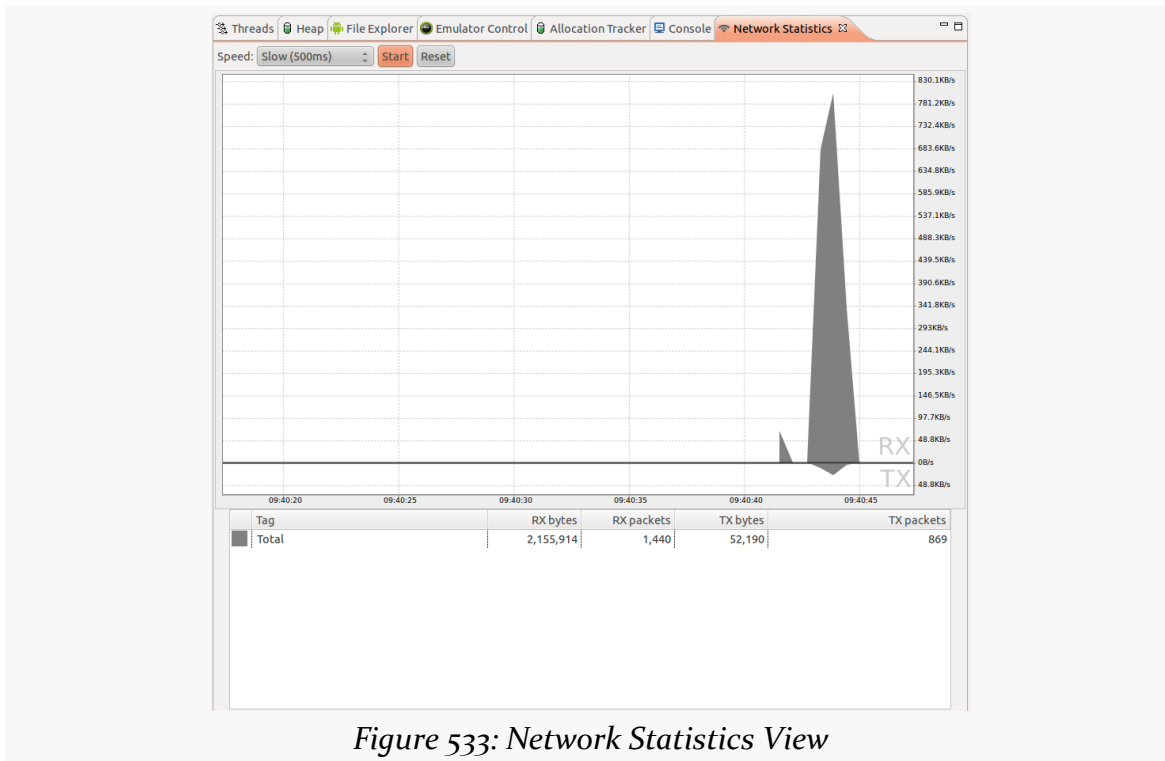 Threads Heap File Explorer Emulator Control Allocation Tracker Console Network Statistics
Speed: Slow (500ms) Start Reset
830.1KB/s
781.2KB/s
732.4KB/s
683.6KB/s
634.8KB/s
585.9KB/s
537.1KB/s
488.3KB/s
439.5KB/s
390.6KB/s
341.8KB/s
293KB/s
244.1KB/s
195.3KB/s
146.5KB/s
97.7KB/s
48.8KB/s
RX
0B/s
TX
48.8KB/s
09:40:20 09:40:25 09:40:30 09:40:35 09:40:40 09:40:45
Tag RX bytes RX packets TX bytes TX packets
Total 2,155,914 1,440 52,190 869
Figure 533: Network Statistics View